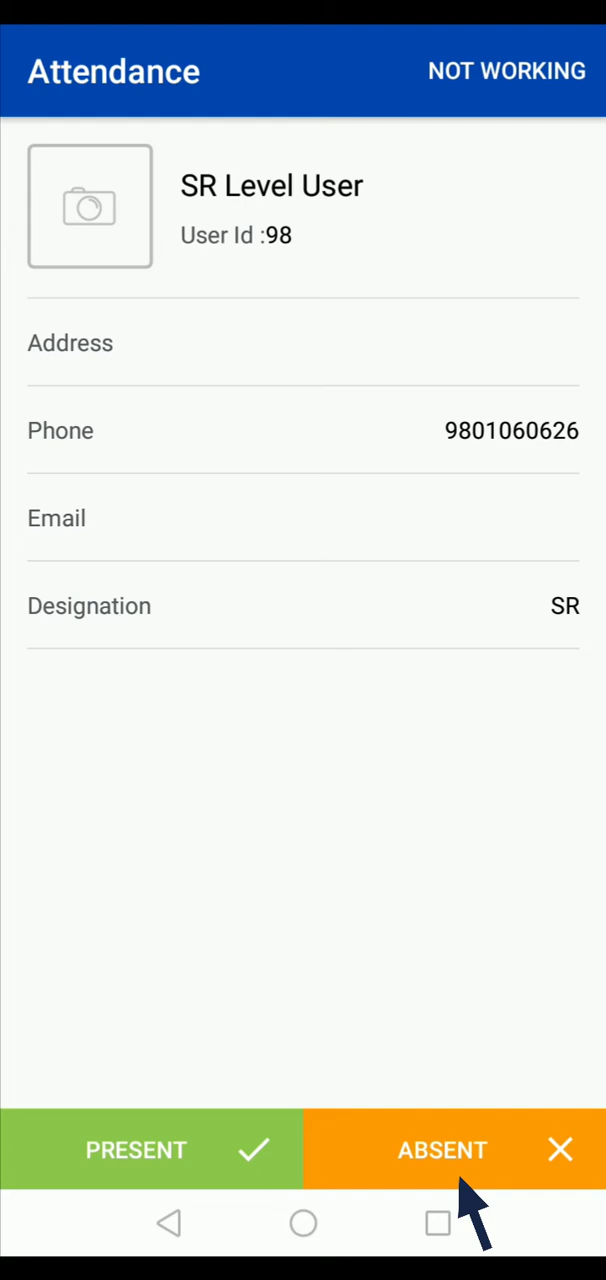 Attendance NOT WORKING
SR Level User
User Id :98
Address
Phone 9801060626
Email
Designation SR
PRESENT ABSENT